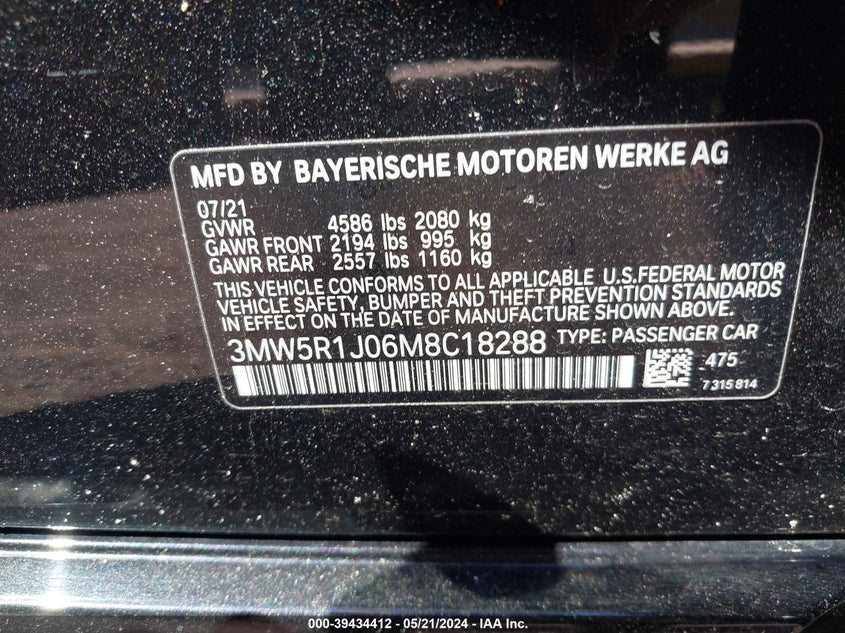 MFD BY BAYERISCHE MOTOREN WERKE AG
07/21
GVWR 4586 lbs 2080 kg
GAWR FRONT 2194 lbs 995 kg
GAWR REAR 2557 lbs 1160 kg
THIS VEHICLE CONFORMS TO ALL APPLICABLE U.S.FEDERAL MOTOR
VEHICLE SAFETY, BUMPER AND THEFT PREVENTION STANDARDS
IN EFFECT ON THE DATE OF MANUFACTURE SHOWN ABOVE.
3MW5R1J06M8C18288 TYPE: PASSENGER CAR
475
7 315 814
000-39434412 - 05/21/2024 - IAA Inc.